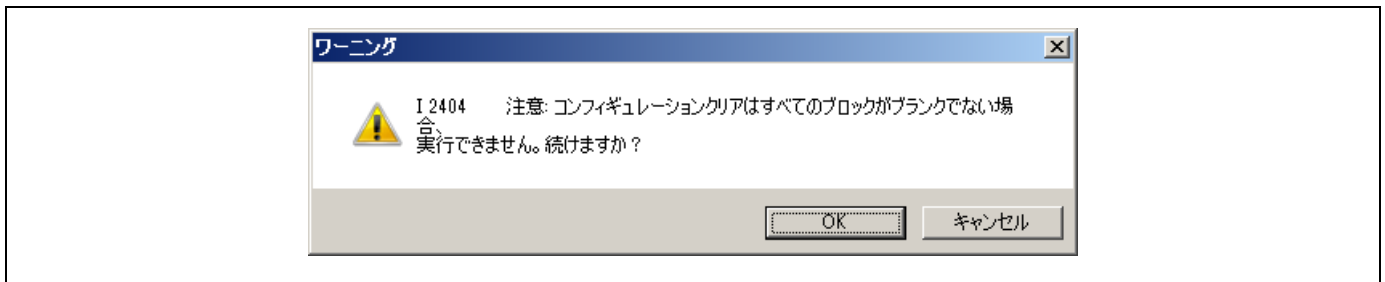 ワーニング
I 2404 注意: コンフィギュレーションクリアはすべてのブロックがブランクでない場
合、
実行できません。続けますか？
OK キャンセル